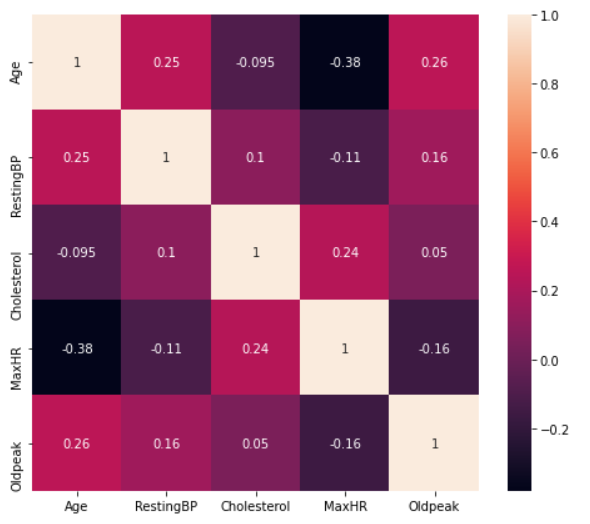 1.0
Age
1 0.25 -0.095 -0.38 0.26
0.8
RestingBP
0.25 1 0.1 -0.11 0.16
0.6
0.4
Cholesterol
-0.095 0.1 1 0.24 0.05
0.2
MaxHR
-0.38 -0.11 0.24 1 -0.16
0.0
Oldpeak
0.26 0.16 0.05 -0.16 1
−0.2
Age RestingBP Cholesterol MaxHR Oldpeak